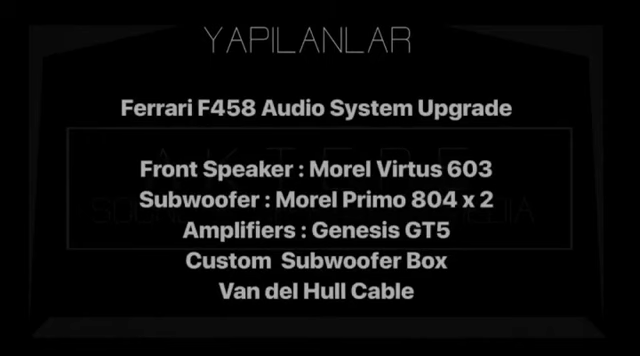 YAPILANLAR
Ferrari F458 Audio System Upgrade
Front Speaker : Morel Virtus 603
Subwoofer : Morel Primo 804 x 2
Amplifiers : Genesis GT5
Custom Subwoofer Box
Van del Hull Cable